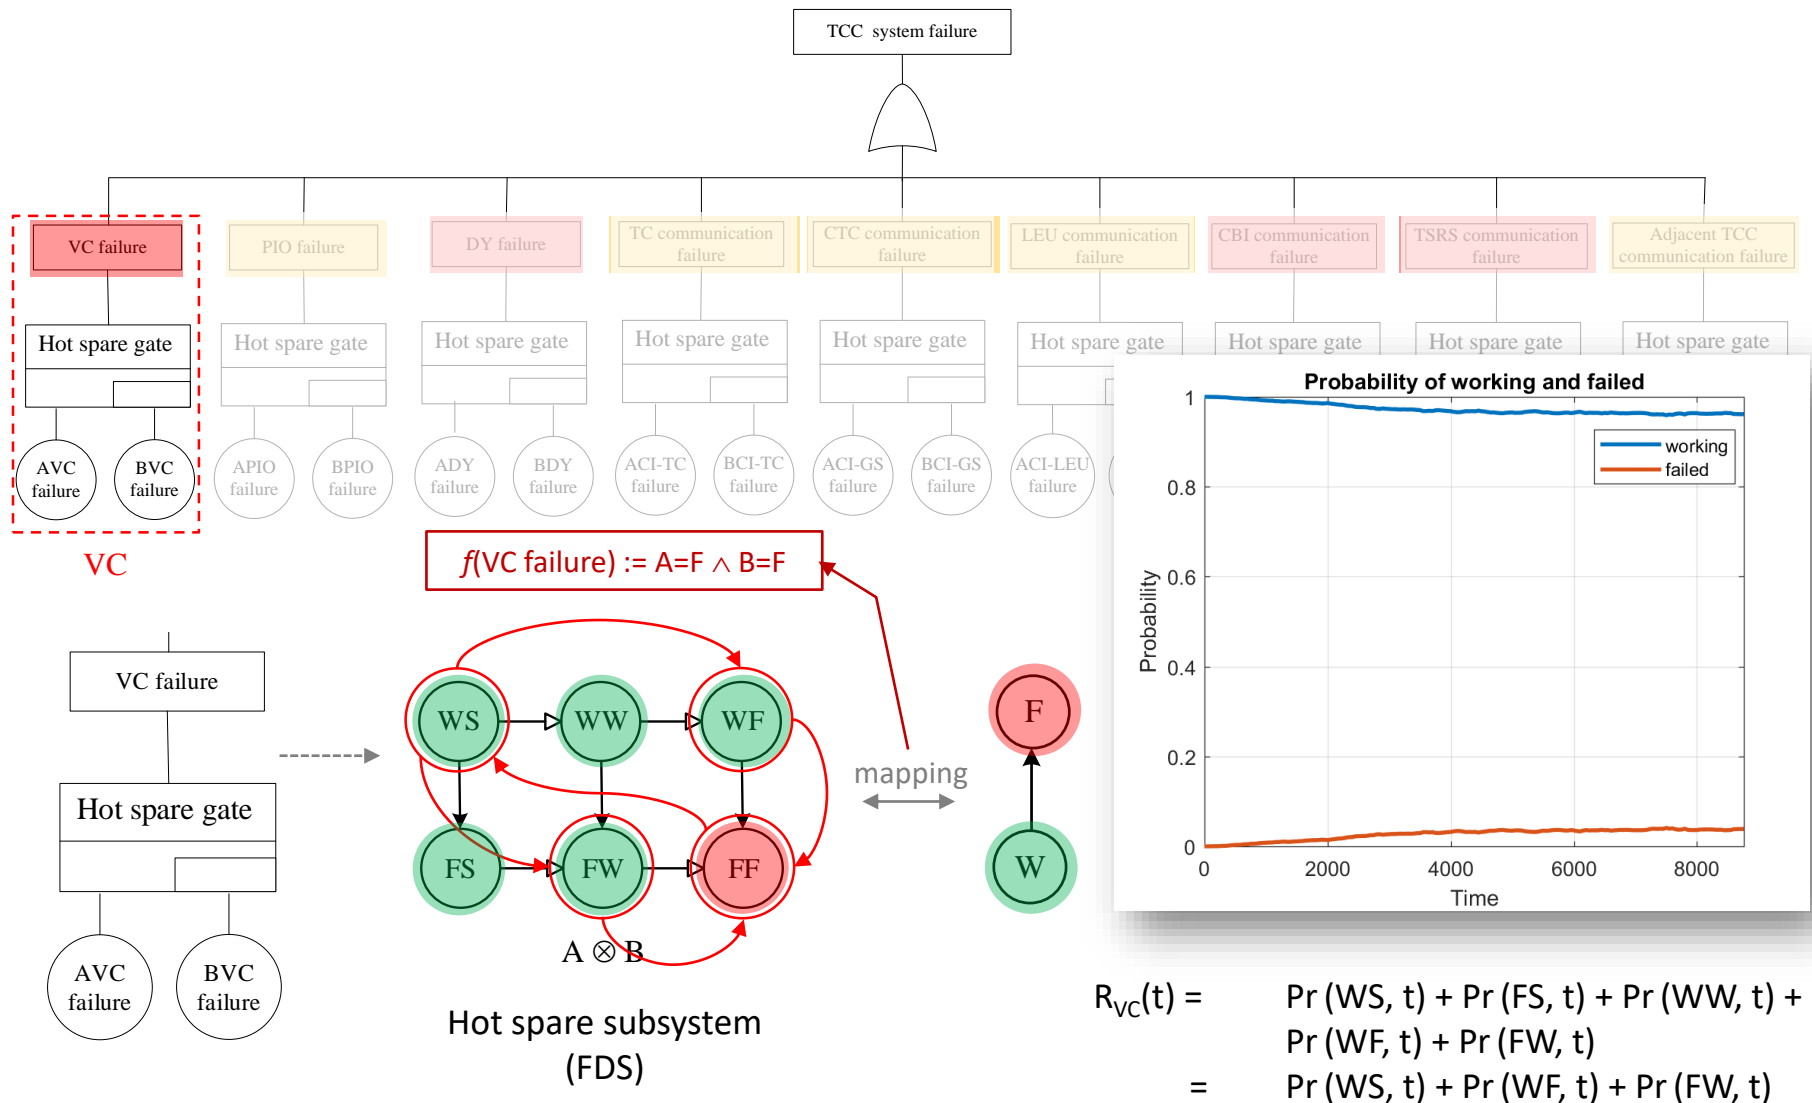 TCC system failure
VC failure
PIO failure
DY failure
TC communication
failure
CTC communication
failure
LEU communication
failure
CBI communication
failure
TSRS communication
failure
Adjacent TCC
communication failure
Hot spare gate
Hot spare gate
Hot spare gate
Hot spare gate
Hot spare gate
Hot spare gate
Hot spare gate
Hot spare gate
Hot spare gate
AVC
failure
BVC
failure
APIO
failure
BPIO
failure
ADY
failure
BDY
failure
ACI-TC
failure
BCI-TC
failure
ACI-GS
failure
BCI-GS
failure
ACI-LEU
failure
VC
Probability of working and failed
1
0.8
0.6
0.4
0.2
0
Probability
working
failed
0
2000
4000
6000
8000
Time
f(VC failure) := A=F ∧ B=F
VC failure
Hot spare gate
AVC
failure
BVC
failure
WS
WW
WF
FS
FW
FF
A ⊗ B
mapping
F
W
Hot spare subsystem
(FDS)
R_VC(t) = Pr (WS, t) + Pr (FS, t) + Pr (WW, t) +
Pr (WF, t) + Pr (FW, t)
= Pr (WS, t) + Pr (WF, t) + Pr (FW, t)